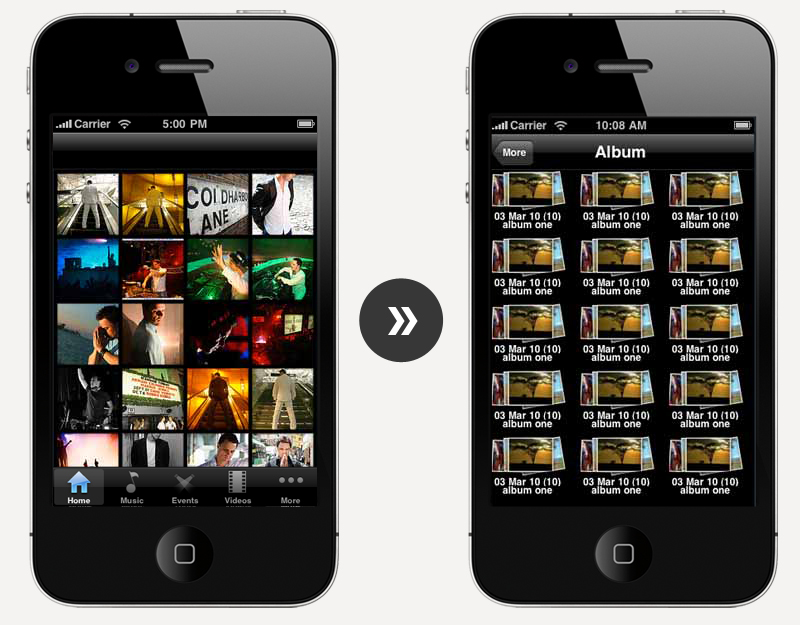 Carrier 5:00 PM
COLDHARBO
LANE
Home Music Events Videos More
»
Carrier 10:08 AM
More Album
03 Mar 10 (10) 03 Mar 10 (10) 03 Mar 10 (10)
album one album one album one
03 Mar 10 (10) 03 Mar 10 (10) 03 Mar 10 (10)
album one album one album one
03 Mar 10 (10) 03 Mar 10 (10) 03 Mar 10 (10)
album one album one album one
03 Mar 10 (10) 03 Mar 10 (10) 03 Mar 10 (10)
album one album one album one
03 Mar 10 (10) 03 Mar 10 (10) 03 Mar 10 (10)
album one album one album one